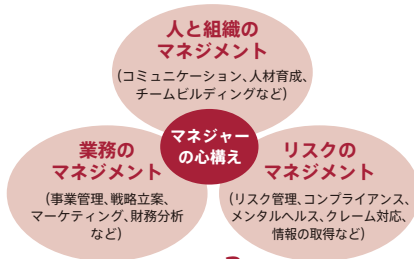 人と組織の
マネジメント
(コミュニケーション、人材育成、
チームビルディングなど)
マネジャー
の心構え
業務の
マネジメント
(事業管理、戦略立案、
マーケティング、財務分析
など)
リスクの
マネジメント
(リスク管理、コンプライアンス、
メンタルヘルス、クレーム対応、
情報の取得など)